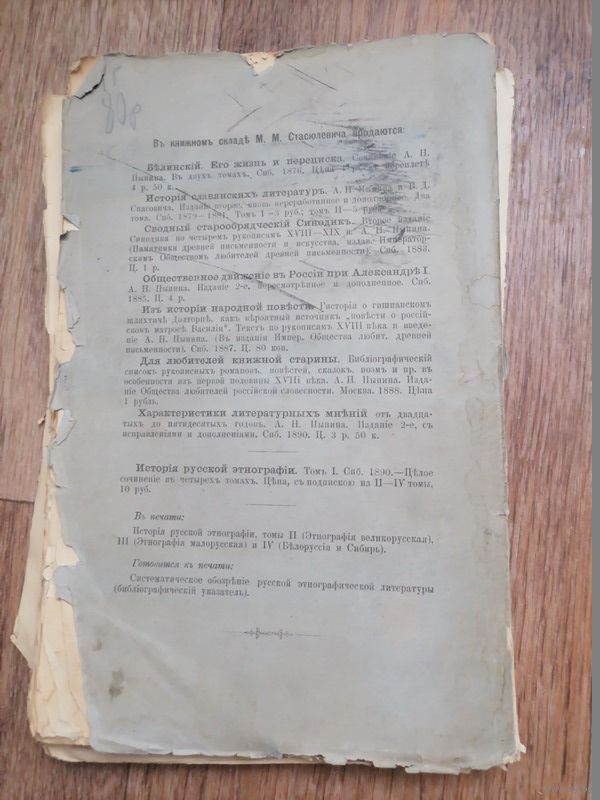 Въ книжномъ складѣ М. М. Стасюлевича продаются:
Бѣлинскій. Его жизнь и переписка. Сочиненіе А. Н.
Пыпина. Въ двухъ томахъ. Спб. 1876. Цѣна переплетѣ
4 р. 50 к.
Исторія славянскихъ литературъ. А. Н. Пыпина и В. Д.
Спасовича. Изданіе второе, вновь переработанное и дополненное. Два
тома. Спб. 1879—1881. Томъ I—3 руб.; томъ II—5 руб.
Сводный старообрядческій Синодикъ. Второе изданіе
Синодика по четыремъ рукописямъ XVIII—XIX в. А. Н. Пыпина.
(Памятники древней письменности и искусства, издав. Император-
скимъ Обществомъ любителей древней письменности). Спб. 1883.
Ц. 1 р.
Общественное движеніе въ Россіи при Александрѣ I.
А. Н. Пыпина. Изданіе 2-е, пересмотрѣнное и дополненное. Спб.
1885. Ц. 4 р.
Изъ исторіи народной повѣсти. Гисторія о гишпанскомъ
шляхтичѣ Долторнѣ, какъ вѣроятный источникъ „повѣсти о россій-
скомъ матросѣ Василіи". Текстъ по рукописямъ XVIII вѣка и введе-
ніе А. Н. Пыпина. (Въ изданіи Импер. Общества любит. древней
письменности). Спб. 1887. Ц. 80 коп.
Для любителей книжной старины. Библіографическій
списокъ рукописныхъ романовъ, повѣстей, сказокъ, поэмъ и пр. въ
особенности изъ первой половины XVIII вѣка. А. Н. Пыпина. Изда-
ніе Общества любителей россійской словесности. Москва. 1888. Цѣна
1 рубль.
Характеристики литературныхъ мнѣній отъ двадца-
тыхъ до пятидесятыхъ годовъ. А. Н. Пыпина. Изданіе 2-е, съ
исправленіями и дополненіями. Спб. 1890. Ц. 3 р. 50 к.
Исторія русской этнографіи. Томъ I. Спб. 1890.—Цѣлое
сочиненіе въ четырехъ томахъ. Цѣна, съ подпискою на II—IV томы,
10 руб.
Въ печати:
Исторія русской этнографіи, томы II (Этнографія великорусская),
III (Этнографія малорусская) и IV (Бѣлоруссія и Сибирь).
Готовится къ печати:
Систематическое обозрѣніе русской этнографической литературы
(библіографическій указатель).